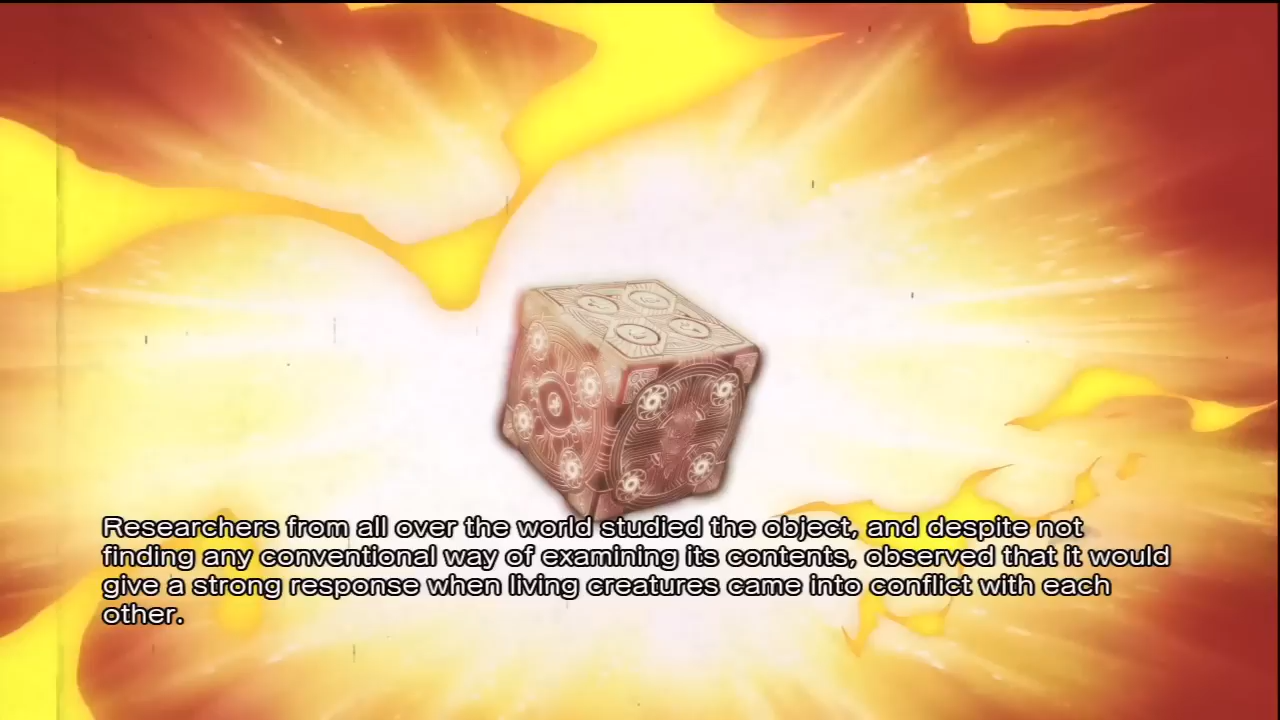 Researchers from all over the world studied the object, and despite not
finding any conventional way of examining its contents, observed that it would
give a strong response when living creatures came into conflict with each
other.